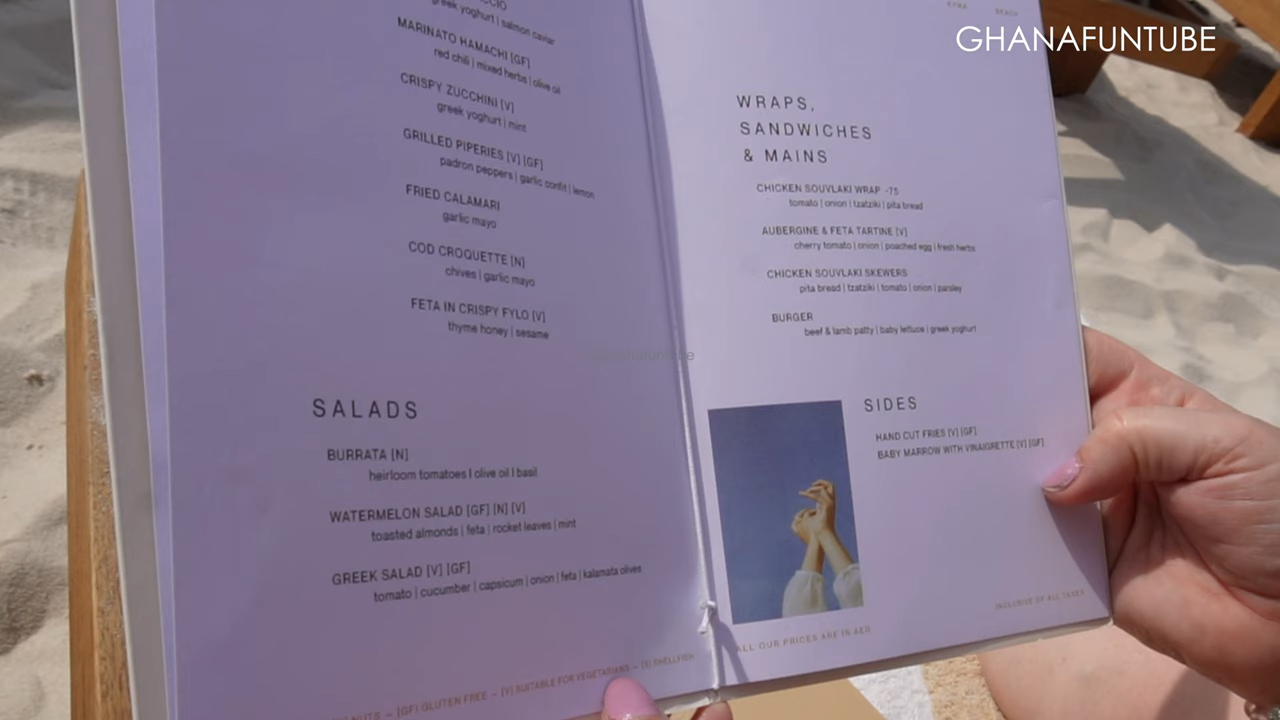 GHANAFUNTUBE
greek yoghurt | salmon caviar
MARINATO HAMACHI [GF]
red chili | mixed herbs | olive oil
CRISPY ZUCCHINI [V]
greek yoghurt | mint
GRILLED PIPERIES [V] [GF]
padron peppers | garlic confit | lemon
FRIED CALAMARI
garlic mayo
COD CROQUETTE [N]
chives | garlic mayo
FETA IN CRISPY FYLO [V]
thyme honey | sesame
SALADS
BURRATA [N]
heirloom tomatoes I olive oil I basil
WATERMELON SALAD [GF] [N] [V]
toasted almonds | feta | rocket leaves | mint
GREEK SALAD [V] [GF]
tomato | cucumber | capsicum | onion | feta | kalamata olives
NUTS – [GF] GLUTEN FREE – [V] SUITABLE FOR VEGETARIANS – [S] SHELLFISH
KYMA BEACH
WRAPS,
SANDWICHES
& MAINS
CHICKEN SOUVLAKI WRAP -75
tomato | onion | tzatziki | pita bread
AUBERGINE & FETA TARTINE [V]
cherry tomato | onion | poached egg | fresh herbs
CHICKEN SOUVLAKI SKEWERS
pita bread | tzatziki | tomato | onion | parsley
BURGER
beef & lamb patty | baby lettuce | greek yoghurt
SIDES
HAND CUT FRIES [V] [GF]
BABY MARROW WITH VINAIGRETTE [V] [GF]
INCLUSIVE OF ALL TAXES
ALL OUR PRICES ARE IN AED